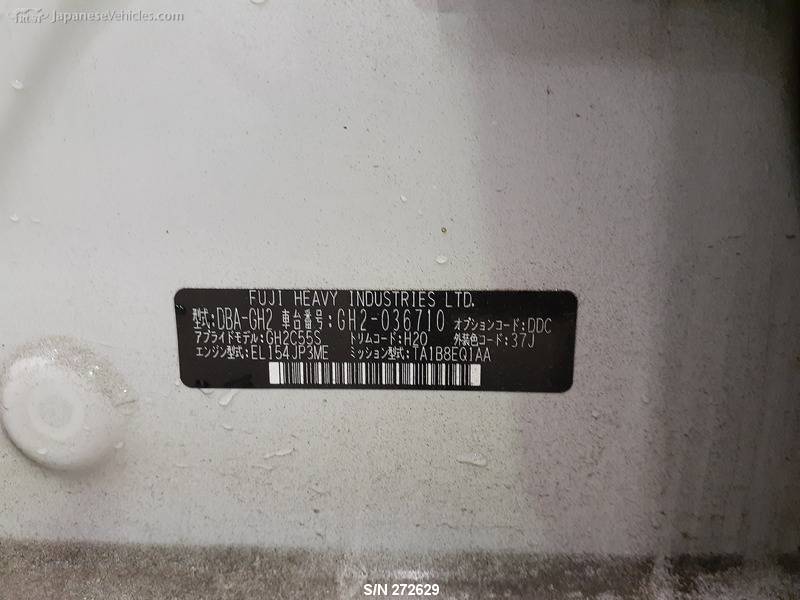 JapaneseVehicles.com
FUJI HEAVY INDUSTRIES LTD.
型式:DBA-GH2 車台番号:GH2-036710 オプションコード:DDC
アプライドモデル:GH2C55S トリムコード:H20 外装色コード:37J
エンジン型式:EL154JP3ME ミッション型式:TA1B8EQ1AA
S/N 272629